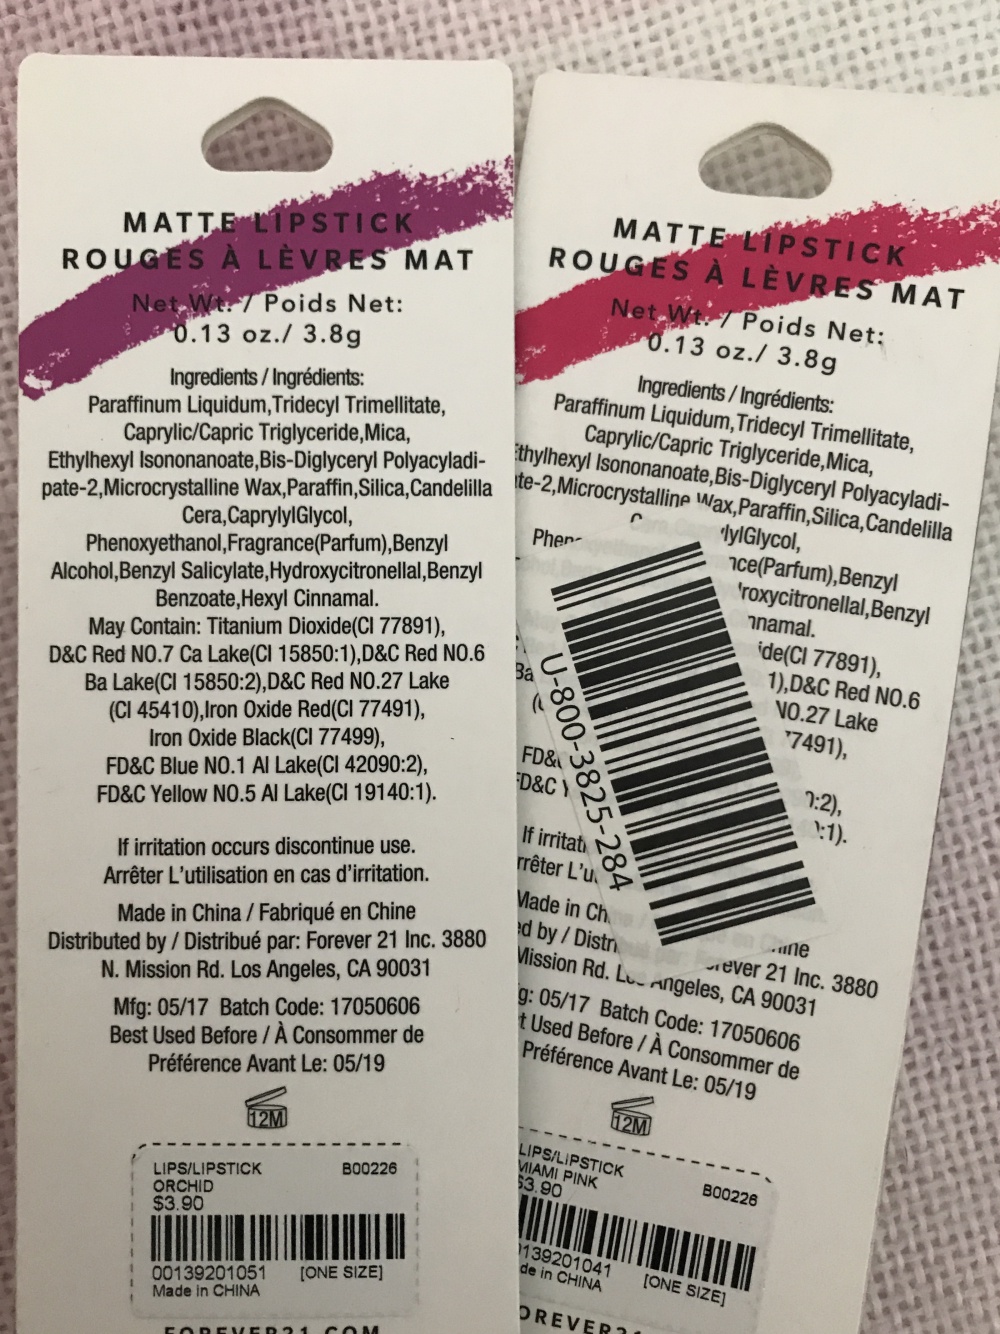 MATTE LIPSTICK
ROUGES À LÈVRES MAT
Net Wt. / Poids Net:
0.13 oz./ 3.8g
Ingredients / Ingrédients:
Paraffinum Liquidum,Tridecyl Trimellitate,
Caprylic/Capric Triglyceride,Mica,
Ethylhexyl Isononanoate,Bis-Diglyceryl Polyacyladi-
pate-2,Microcrystalline Wax,Paraffin,Silica,Candelilla
Cera,CaprylylGlycol,
Phenoxyethanol,Fragrance(Parfum),Benzyl
Alcohol,Benzyl Salicylate,Hydroxycitronellal,Benzyl
Benzoate,Hexyl Cinnamal.
May Contain: Titanium Dioxide(CI 77891),
D&C Red NO.7 Ca Lake(CI 15850:1),D&C Red NO.6
Ba Lake(CI 15850:2),D&C Red NO.27 Lake
(CI 45410),Iron Oxide Red(CI 77491),
Iron Oxide Black(CI 77499),
FD&C Blue NO.1 Al Lake(CI 42090:2),
FD&C Yellow NO.5 Al Lake(CI 19140:1).
If irritation occurs discontinue use.
Arrêter L'utilisation en cas d'irritation.
Made in China / Fabriqué en Chine
Distributed by / Distribué par: Forever 21 Inc. 3880
N. Mission Rd. Los Angeles, CA 90031
Mfg: 05/17 Batch Code: 17050606
Best Used Before / À Consommer de
Préférence Avant Le: 05/19
12M
LIPS/LIPSTICK B00226
ORCHID
$3.90
00139201051 [ONE SIZE]
Made in CHINA
FOREVER21.COM
MATTE LIPSTICK
ROUGES À LÈVRES MAT
Net Wt. / Poids Net:
0.13 oz./ 3.8g
Ingredients / Ingrédients:
Paraffinum Liquidum,Tridecyl Trimellitate,
Caprylic/Capric Triglyceride,Mica,
Ethylhexyl Isononanoate,Bis-Diglyceryl Polyacyladi-
te-2,Microcrystalline Wax,Paraffin,Silica,Candelilla
lylGlycol,
nce(Parfum),Benzyl
roxycitronellal,Benzyl
nnamal.
ide(CI 77891),
1),D&C Red NO.6
NO.27 Lake
77491),
FD&C :2),
:1).
If irritati
rrêter L'u
Made in Ch
ed by / Distri Forever 21 Inc. 3880
Mission Rd. Los Angeles, CA 90031
g: 05/17 Batch Code: 17050606
t Used Before / À Consommer de
Préférence Avant Le: 05/19
12M
LIPS/LIPSTICK B00226
MIAMI PINK
$3.90
0139201041 [ONE SIZE]
de in CHINA
OREVER21
U-800-3825-284